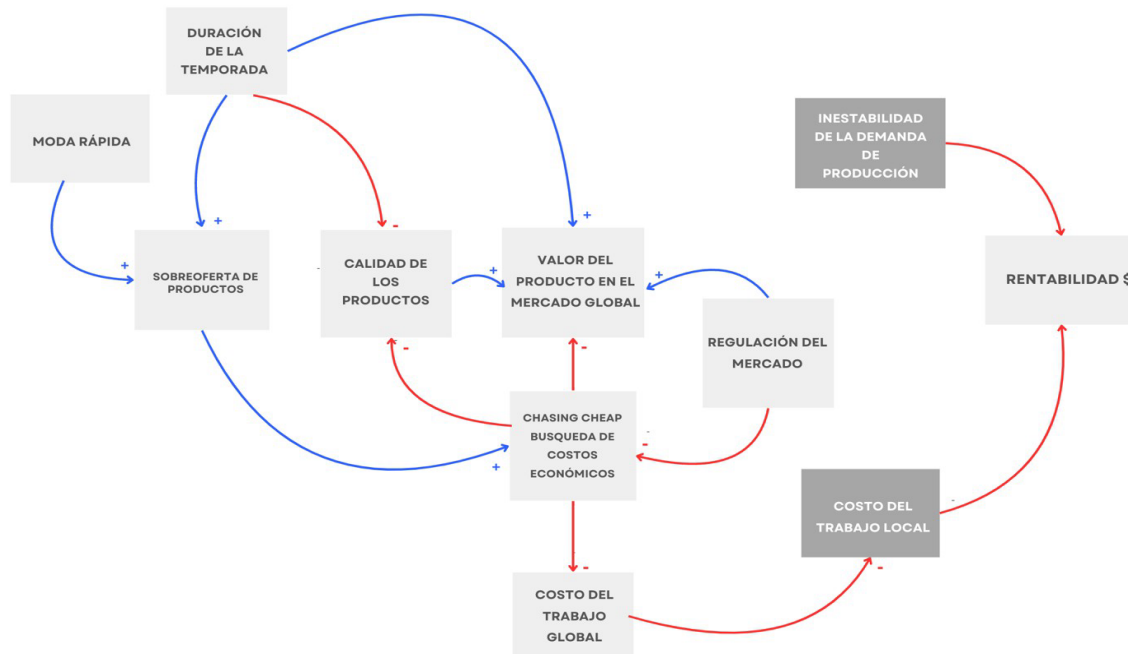 DURACIÓN
DE LA
TEMPORADA
MODA RÁPIDA
INESTABILIDAD
DE LA DEMANDA
DE
PRODUCCIÓN
+
-
+
+
SOBREOFERTA DE
PRODUCTOS
CALIDAD DE
LOS
PRODUCTOS
+
VALOR DEL
PRODUCTO EN EL
MERCADO GLOBAL
+
RENTABILIDAD $
REGULACIÓN DEL
MERCADO
-
-
CHASING CHEAP
BUSQUEDA DE
COSTOS
ECONÓMICOS
+
-
COSTO DEL
TRABAJO LOCAL
-
-
-
COSTO DEL
TRABAJO
GLOBAL